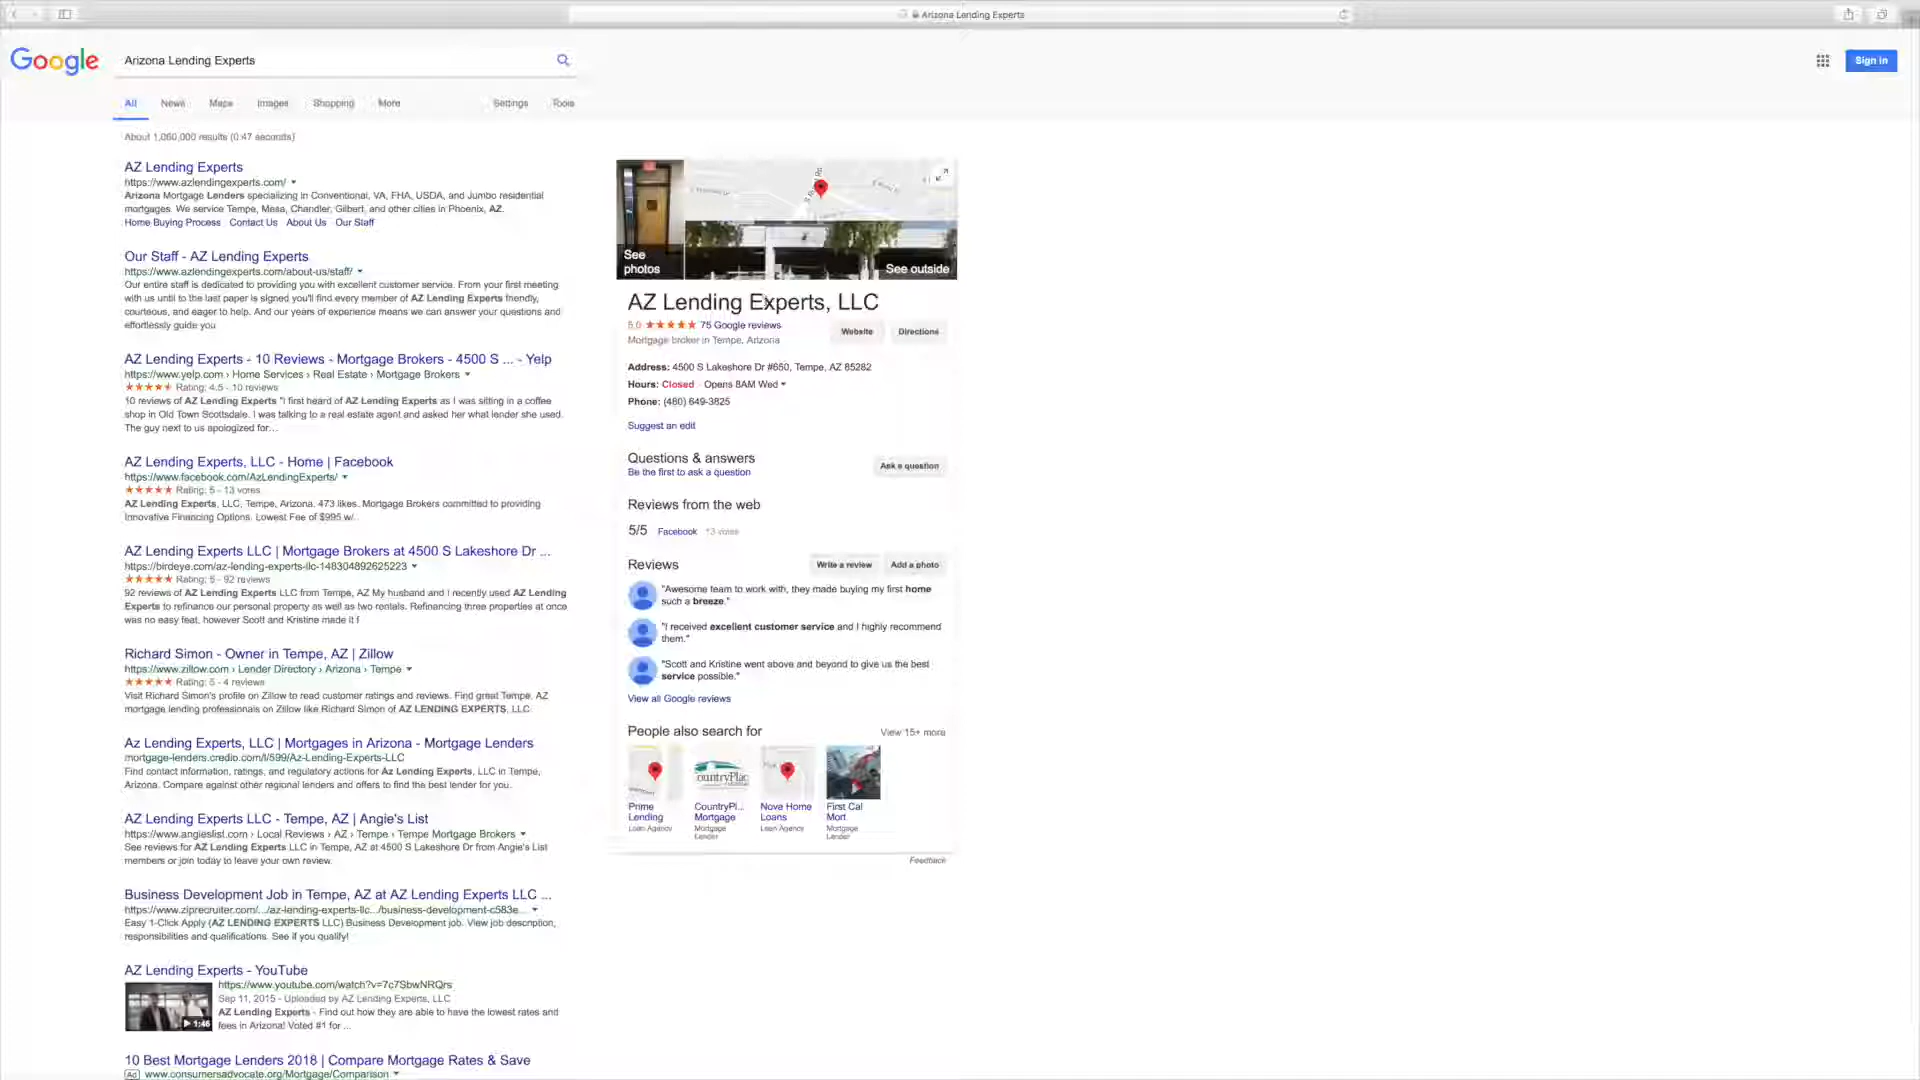 Arizona Lending Experts
Google
Arizona Lending Experts
Sign in
All News Maps Images Shopping More Settings Tools
About 1,060,000 results (0.47 seconds)
AZ Lending Experts
https://www.azlendingexperts.com/
Arizona Mortgage Lenders specializing in Conventional, VA, FHA, USDA, and Jumbo residential
mortgages. We service Tempe, Mesa, Chandler, Gilbert, and other cities in Phoenix, AZ.
Home Buying Process Contact Us About Us Our Staff
Our Staff - AZ Lending Experts
https://www.azlendingexperts.com/about-us/staff/
Our entire staff is dedicated to providing you with excellent customer service. From your first meeting
with us until to the last paper is signed you'll find every member of AZ Lending Experts friendly,
courteous, and eager to help. And our years of experience means we can answer your questions and
effortlessly guide you
AZ Lending Experts - 10 Reviews - Mortgage Brokers - 4500 S ... - Yelp
https://www.yelp.com › Home Services › Real Estate › Mortgage Brokers
Rating: 4.5 - 10 reviews
10 reviews of AZ Lending Experts "I first heard of AZ Lending Experts as I was sitting in a coffee
shop in Old Town Scottsdale. I was talking to a real estate agent and asked her what lender she used.
The guy next to us apologized for...
AZ Lending Experts, LLC - Home | Facebook
https://www.facebook.com/AzLendingExperts/
Rating: 5 - 13 votes
AZ Lending Experts, LLC, Tempe, Arizona. 473 likes. Mortgage Brokers committed to providing
Innovative Financing Options. Lowest Fee of $995 w/.
AZ Lending Experts LLC | Mortgage Brokers at 4500 S Lakeshore Dr ...
https://birdeye.com/az-lending-experts-llc-148304892625223
Rating: 5 - 92 reviews
92 reviews of AZ Lending Experts LLC from Tempe, AZ My husband and I recently used AZ Lending
Experts to refinance our personal property as well as two rentals. Refinancing three properties at once
was no easy feat, however Scott and Kristine made it f
Richard Simon - Owner in Tempe, AZ | Zillow
https://www.zillow.com › Lender Directory › Arizona › Tempe
Rating: 5 - 4 reviews
Visit Richard Simon's profile on Zillow to read customer ratings and reviews. Find great Tempe, AZ
mortgage lending professionals on Zillow like Richard Simon of AZ LENDING EXPERTS, LLC
Az Lending Experts, LLC | Mortgages in Arizona - Mortgage Lenders
mortgage-lenders.credio.com/l/599/Az-Lending-Experts-LLC
Find contact information, ratings, and regulatory actions for Az Lending Experts, LLC in Tempe,
Arizona. Compare against other regional lenders and offers to find the best lender for you.
AZ Lending Experts LLC - Tempe, AZ | Angie's List
https://www.angieslist.com › Local Reviews › AZ › Tempe › Tempe Mortgage Brokers
See reviews for AZ Lending Experts LLC in Tempe, AZ at 4500 S Lakeshore Dr from Angie's List
members or join today to leave your own review.
Business Development Job in Tempe, AZ at AZ Lending Experts LLC ...
https://www.ziprecruiter.com/.../az-lending-experts-llc.../business-development-c583e...
Easy 1-Click Apply (AZ LENDING EXPERTS LLC) Business Development job. View job description,
responsibilities and qualifications. See if you qualify!
AZ Lending Experts - YouTube
https://www.youtube.com/watch?v=7c7SbwNRQrs
Sep 11, 2015 - Uploaded by AZ Lending Experts, LLC
AZ Lending Experts - Find out how they are able to have the lowest rates and
fees in Arizona! Voted #1 for ...
1:46
10 Best Mortgage Lenders 2018 | Compare Mortgage Rates & Save
Ad www.consumersadvocate.org/Mortgage/Comparison
See
photos
See outside
AZ Lending Experts, LLC
5.0 75 Google reviews
Mortgage broker in Tempe, Arizona
Website Directions
Address: 4500 S Lakeshore Dr #650, Tempe, AZ 85282
Hours: Closed · Opens 8AM Wed
Phone: (480) 649-3825
Suggest an edit
Questions & answers
Be the first to ask a question
Ask a question
Reviews from the web
5/5 Facebook 13 votes
Reviews
Write a review Add a photo
"Awesome team to work with, they made buying my first home
such a breeze."
"I received excellent customer service and I highly recommend
them."
"Scott and Kristine went above and beyond to give us the best
service possible."
View all Google reviews
People also search for
View 15+ more
Prime
Lending
Loan Agency
CountryPl...
Mortgage
Mortgage
Lender
Nova Home
Loans
Loan Agency
First Cal
Mort
Mortgage
Lender
Feedback